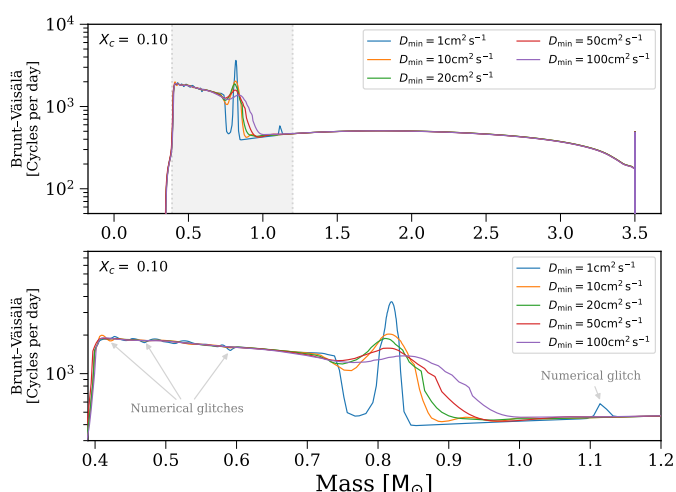 X_c = 0.10
D_min = 1cm² s⁻¹
D_min = 10cm² s⁻¹
D_min = 20cm² s⁻¹
D_min = 50cm² s⁻¹
D_min = 100cm² s⁻¹
Brunt–Väisälä
[Cycles per day]
10⁴
10³
10²
0.0 0.5 1.0 1.5 2.0 2.5 3.0 3.5
X_c = 0.10
D_min = 1cm² s⁻¹
D_min = 10cm² s⁻¹
D_min = 20cm² s⁻¹
D_min = 50cm² s⁻¹
D_min = 100cm² s⁻¹
Brunt–Väisälä
[Cycles per day]
10³
Numerical glitches
Numerical glitch
0.4 0.5 0.6 0.7 0.8 0.9 1.0 1.1 1.2
Mass [M☉]